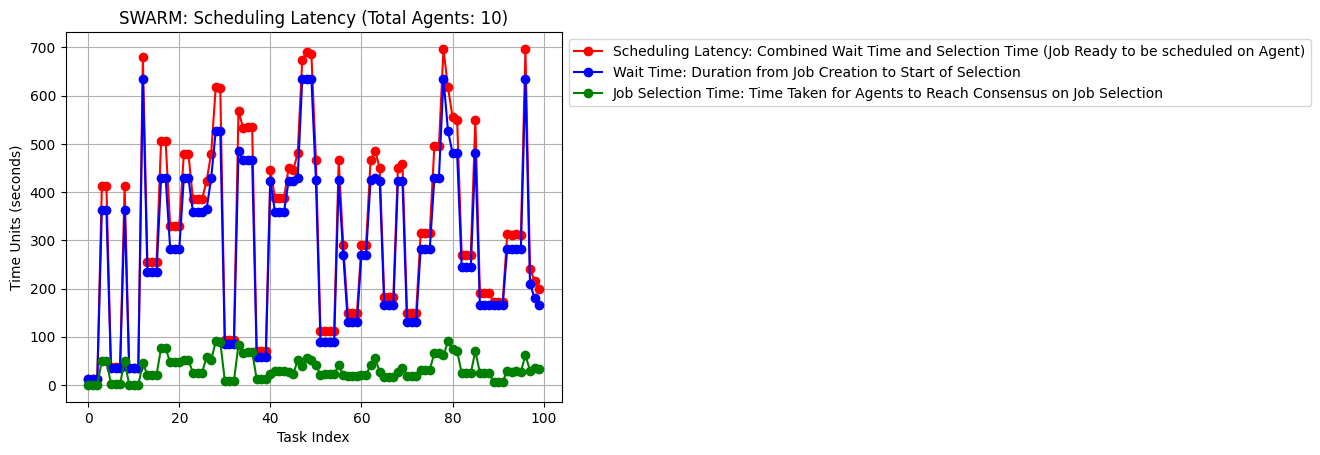 SWARM: Scheduling Latency (Total Agents: 10)
Scheduling Latency: Combined Wait Time and Selection Time (Job Ready to be scheduled on Agent)
Wait Time: Duration from Job Creation to Start of Selection
Job Selection Time: Time Taken for Agents to Reach Consensus on Job Selection
Time Units (seconds)
700
600
500
400
300
200
100
0
0 20 40 60 80 100
Task Index